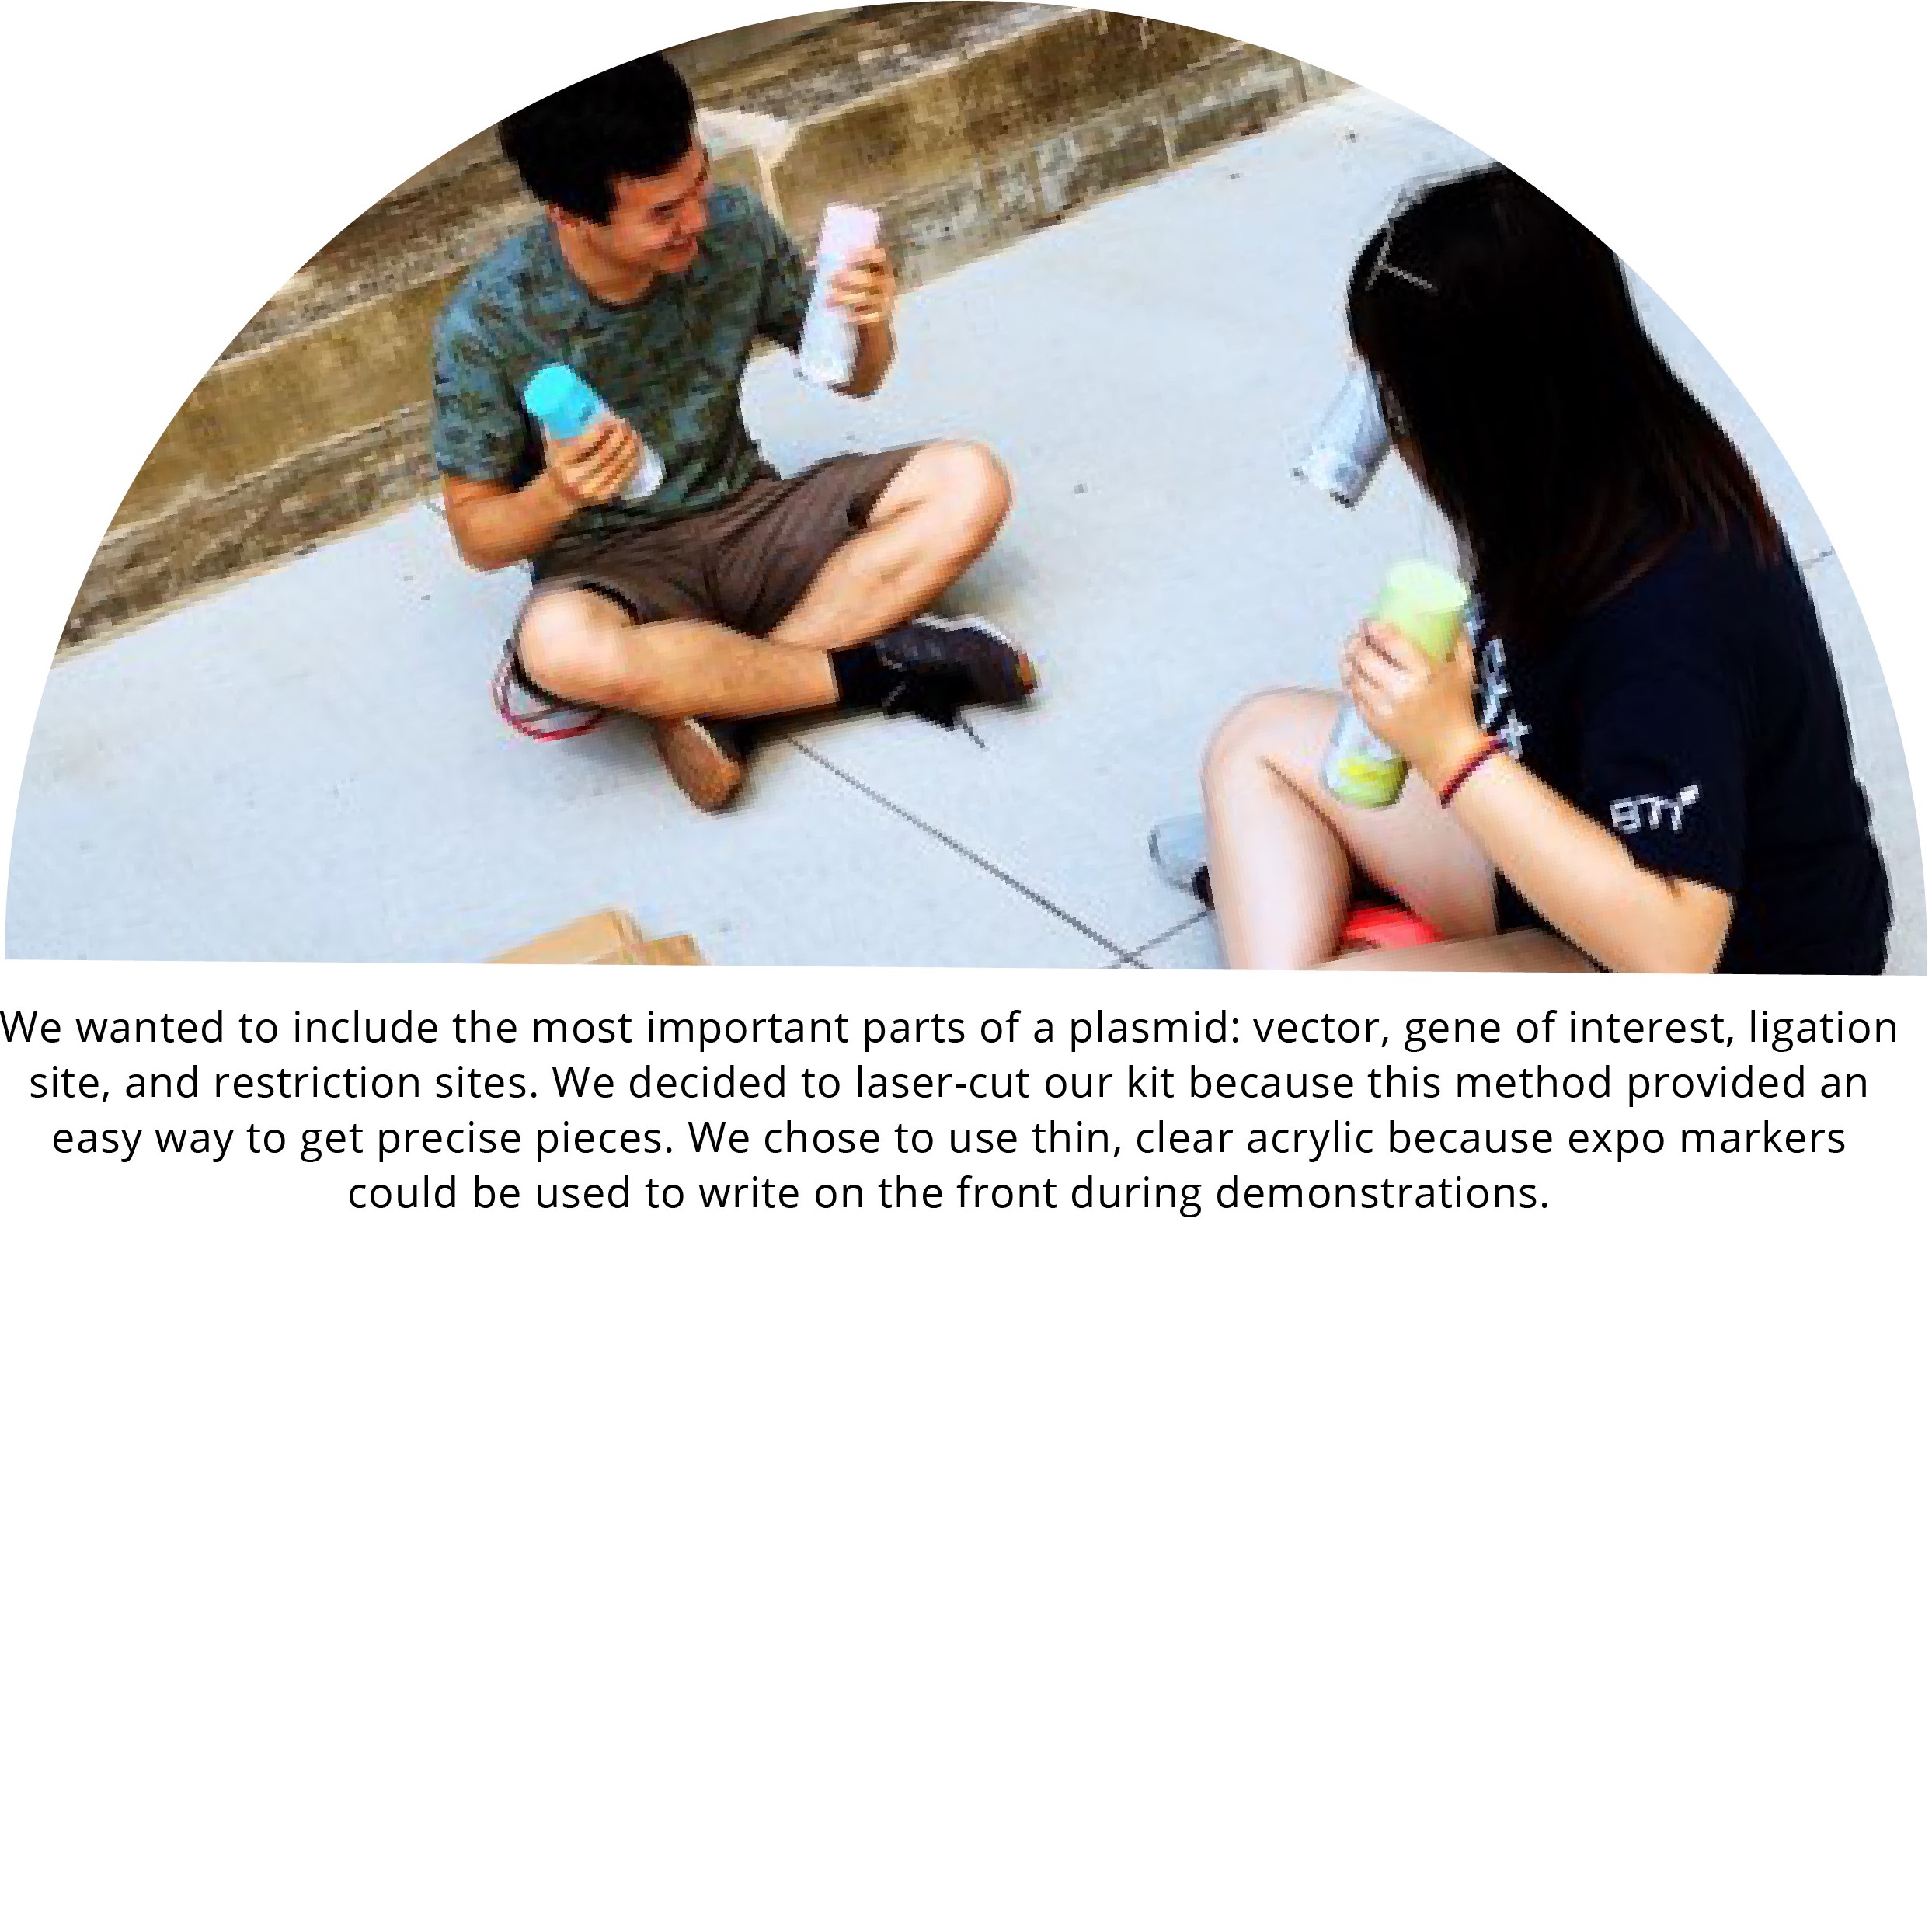 We wanted to include the most important parts of a plasmid: vector, gene of interest, ligation
site, and restriction sites. We decided to laser-cut our kit because this method provided an
easy way to get precise pieces. We chose to use thin, clear acrylic because expo markers
could be used to write on the front during demonstrations.